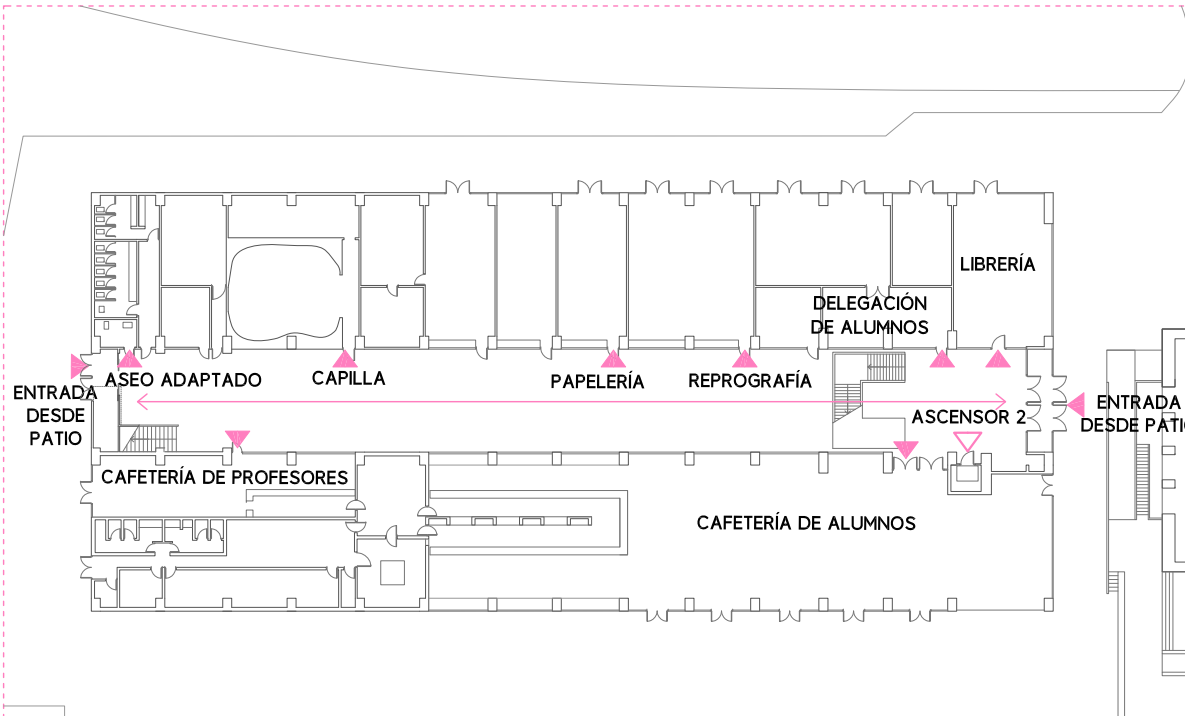 LIBRERÍA
DELEGACIÓN
DE ALUMNOS
ASEO ADAPTADO
CAPILLA
PAPELERÍA
REPROGRAFÍA
ENTRADA
DESDE
PATIO
ASCENSOR 2
ENTRADA
DESDE PATIO
CAFETERÍA DE PROFESORES
CAFETERÍA DE ALUMNOS